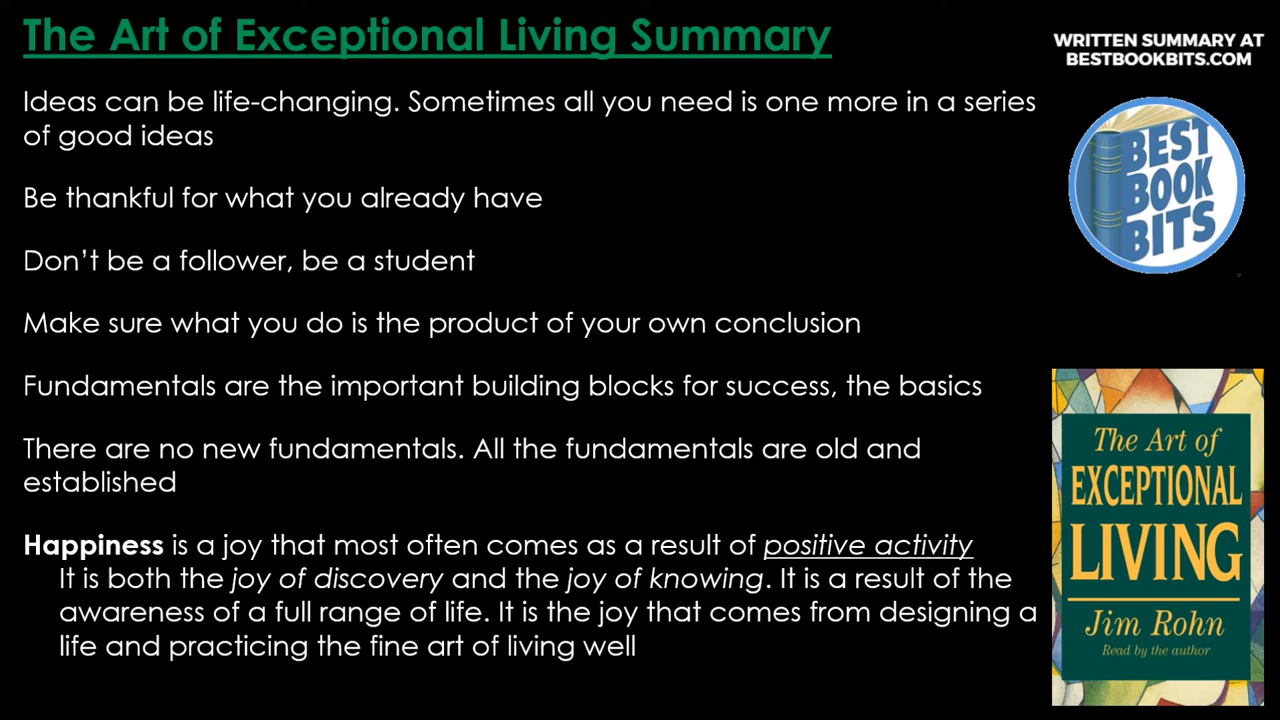 The Art of Exceptional Living Summary
WRITTEN SUMMARY AT
BESTBOOKBITS.COM
Ideas can be life-changing. Sometimes all you need is one more in a series
of good ideas
BEST
BOOK
BITS
Be thankful for what you already have
Don’t be a follower, be a student
Make sure what you do is the product of your own conclusion
Fundamentals are the important building blocks for success, the basics
There are no new fundamentals. All the fundamentals are old and
established
Happiness is a joy that most often comes as a result of positive activity
It is both the joy of discovery and the joy of knowing. It is a result of the
awareness of a full range of life. It is the joy that comes from designing a
life and practicing the fine art of living well
The Art of
EXCEPTIONAL
LIVING
Jim Rohn
Read by the author